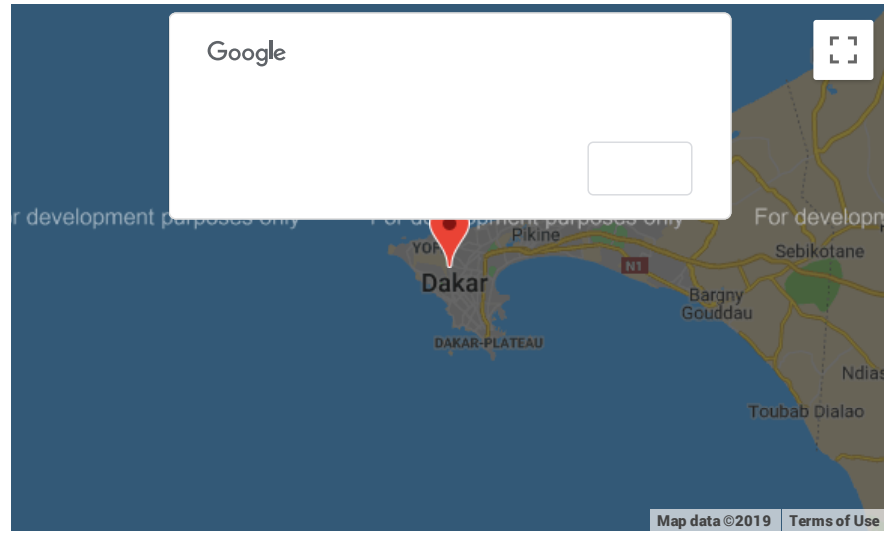 Google
r development purposes only
For development purposes only
For developm
Pikine
YOF
Sebikotane
N1
Dakar
Bargny
Gouddau
DAKAR-PLATEAU
Ndias
Toubab Dialao
Map data ©2019
Terms of Use